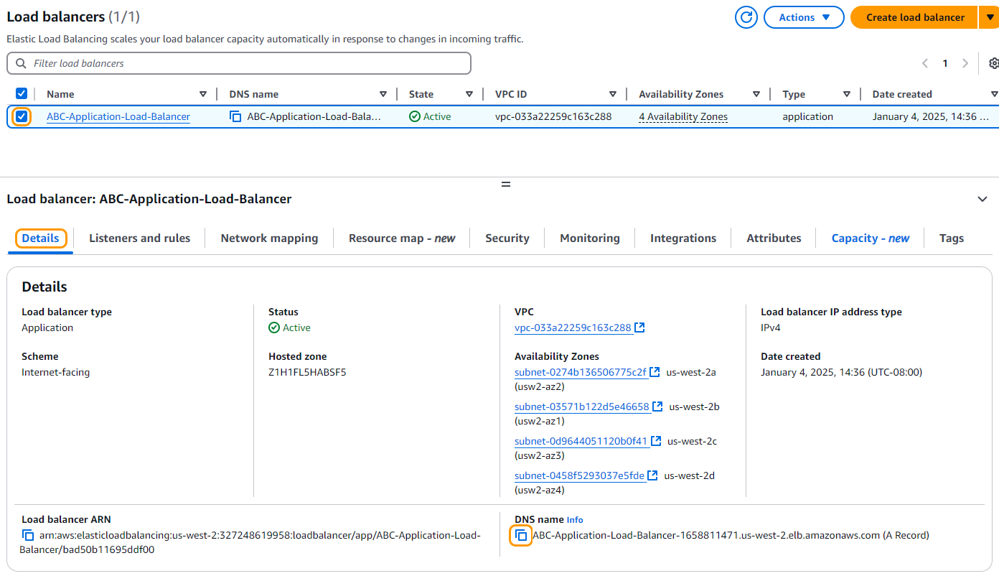 Load balancers (1/1)
Actions
Create load balancer
Elastic Load Balancing scales your load balancer capacity automatically in response to changes in incoming traffic.
Filter load balancers
1
Name DNS name State VPC ID Availability Zones Type Date created
ABC-Application-Load-Balancer ABC-Application-Load-Bala... Active vpc-033a22259c163c288 4 Availability Zones application January 4, 2025, 14:36 ...
Load balancer: ABC-Application-Load-Balancer
Details Listeners and rules Network mapping Resource map - new Security Monitoring Integrations Attributes Capacity - new Tags
Details
Load balancer type
Application
Scheme
Internet-facing
Status
Active
Hosted zone
Z1H1FL5HABSF5
VPC
vpc-033a22259c163c288
Availability Zones
subnet-0274b136506775c2f us-west-2a
(usw2-az2)
subnet-03571b122d5e46658 us-west-2b
(usw2-az1)
subnet-0d9644051120b0f41 us-west-2c
(usw2-az3)
subnet-0458f5293037e5fde us-west-2d
(usw2-az4)
Load balancer IP address type
IPv4
Date created
January 4, 2025, 14:36 (UTC-08:00)
Load balancer ARN
arn:aws:elasticloadbalancing:us-west-2:327248619958:loadbalancer/app/ABC-Application-Load-
Balancer/bad50b11695ddf00
DNS name Info
ABC-Application-Load-Balancer-1658811471.us-west-2.elb.amazonaws.com (A Record)